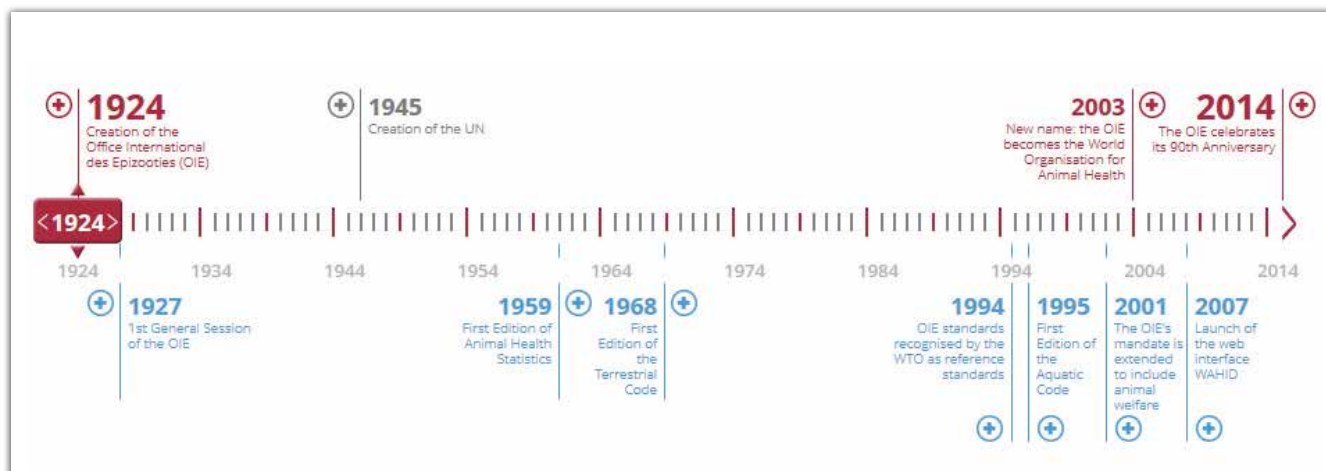 1924
Creation of the
Office International
des Epizooties (OIE)
1945
Creation of the UN
2003
New name: the OIE
becomes the World
Organisation for
Animal Health
2014
The OIE celebrates
its 90th Anniversary
<1924>
1924 1934 1944 1954 1964 1974 1984 1994 2004 2014
1927
1st General Session
of the OIE
1959
First Edition of
Animal Health
Statistics
1968
First
Edition of
the
Terrestrial
Code
1994
OIE standards
recognised by the
WTO as reference
standards
1995
First
Edition of
the
Aquatic
Code
2001
The OIE's
mandate is
extended
to include
animal
welfare
2007
Launch of
the web
interface
WAHID